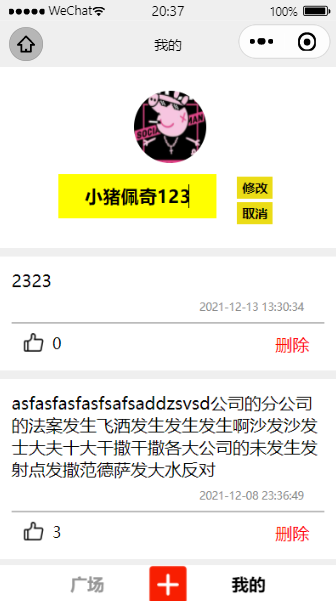 WeChat 20:37 100%
我的
SOCIAL MAN
小猪佩奇123
修改
取消
2323
2021-12-13 13:30:34
0 删除
asfasfasfasfsafsaddzsvsd公司的分公司
的法案发生飞洒发生发生发生啊沙发沙发
士大夫十大干撒干撒各大公司的未发生发
射点发撒范德萨发大水反对
2021-12-08 23:36:49
3 删除
广场 我的